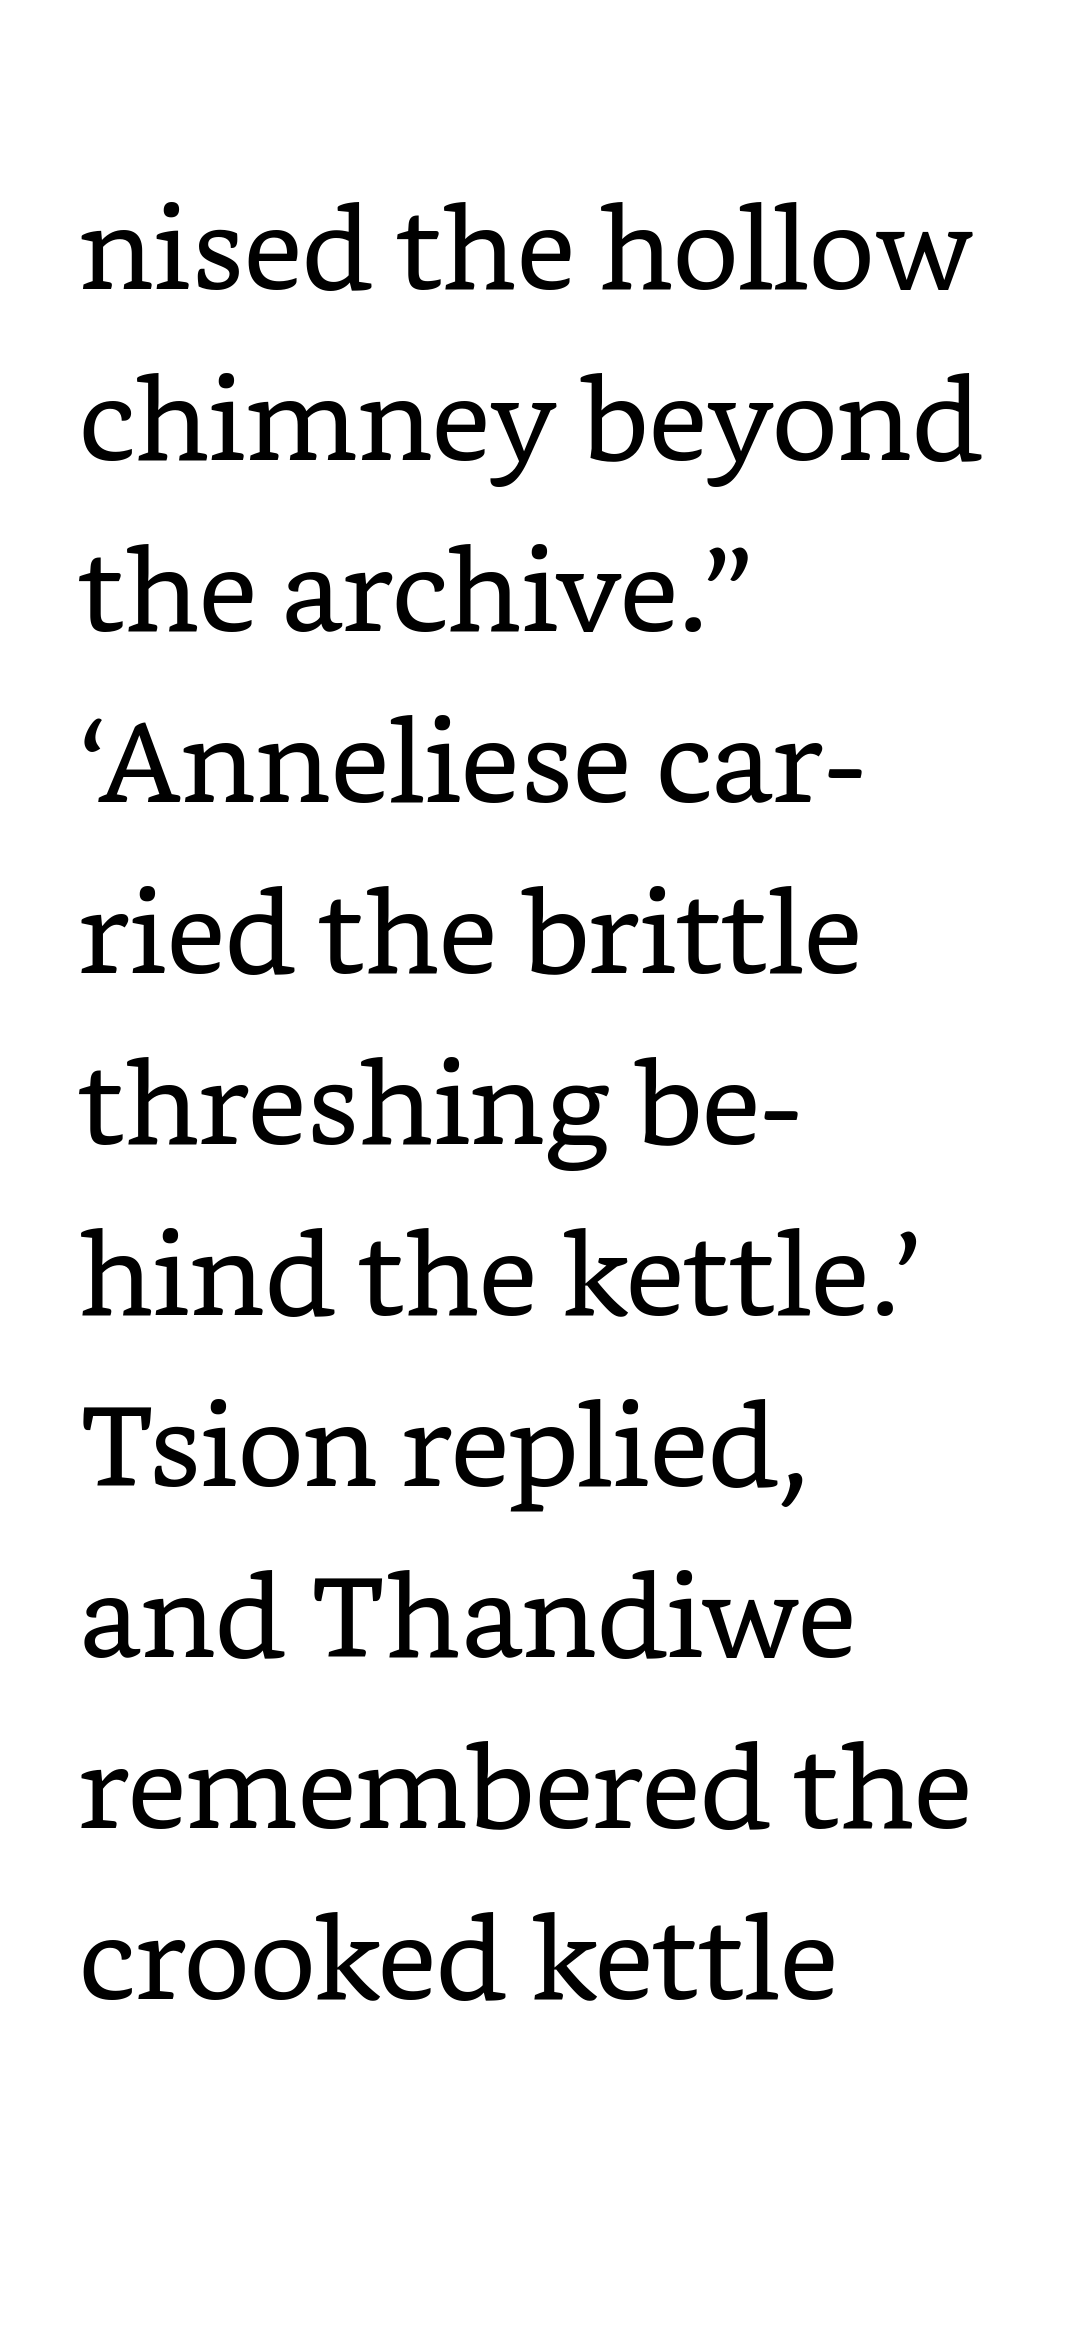 nised the hollow
chimney beyond
the archive.”
‘Anneliese car-
ried the brittle
threshing be-
hind the kettle.’
Tsion replied,
and Thandiwe
remembered the
crooked kettle